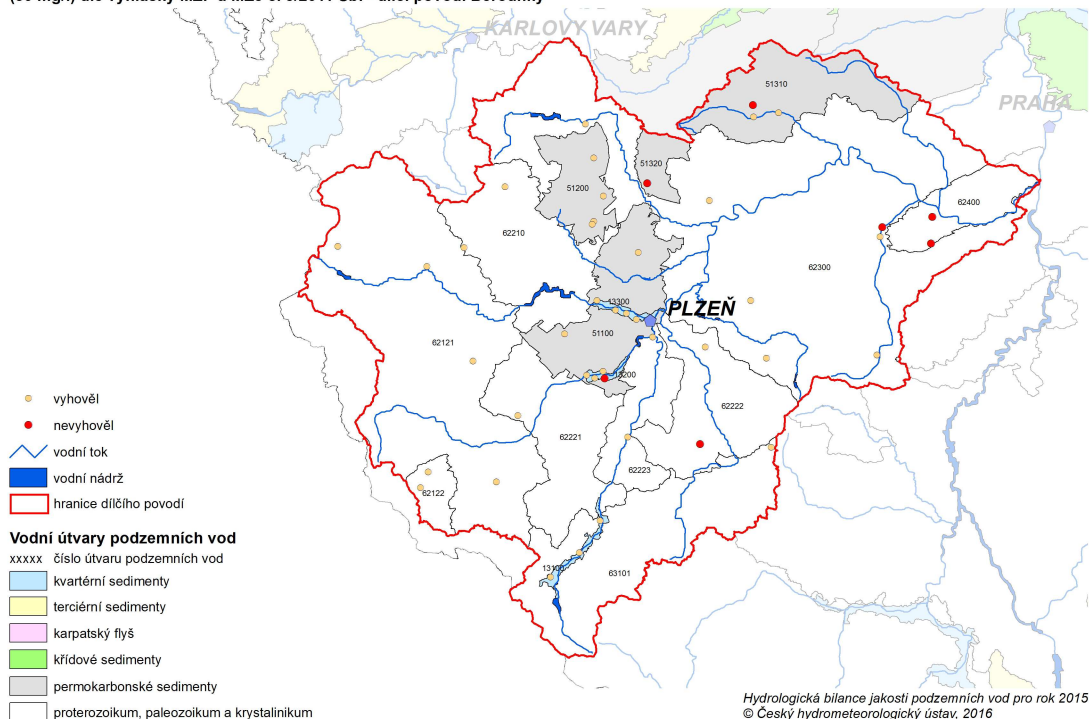 KARLOVY VARY
51310
PRAHA
51320
51200
62400
62210
62300
13300
PLZEŇ
51100
62121
13200
62222
62221
62223
62122
13100
63101
vyhověl
nevyhověl
vodní tok
vodní nádrž
hranice dílčího povodí
Vodní útvary podzemních vod
xxxxx číslo útvaru podzemních vod
kvartérní sedimenty
terciérní sedimenty
karpatský flyš
křídové sedimenty
permokarbonské sedimenty
proterozoikum, paleozoikum a krystalinikum
Hydrologická bilance jakosti podzemních vod pro rok 2015
© Český hydrometeorologický ústav, 2016